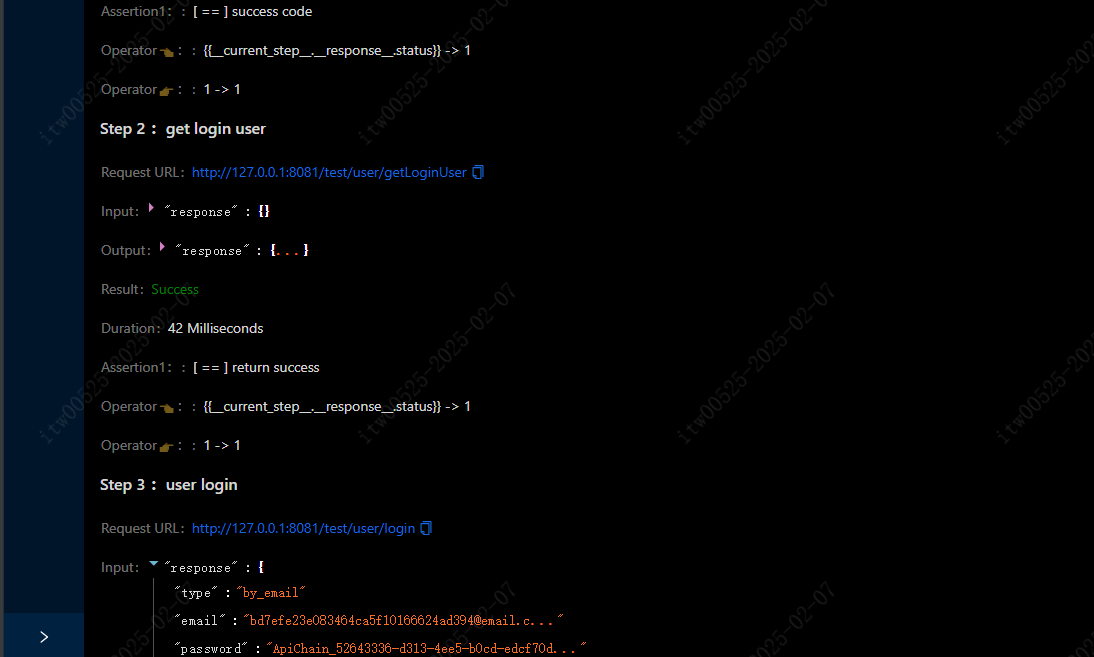 Assertion1: : [ == ] success code
Operator👈: : {{__current_step__.__response__.status}} -> 1
Operator👉: : 1 -> 1
Step 2 : get login user
Request URL: http://127.0.0.1:8081/test/user/getLoginUser
Input: "response" : {}
Output: "response" : {...}
Result: Success
Duration: 42 Milliseconds
Assertion1: : [ == ] return success
Operator👈: : {{__current_step__.__response__.status}} -> 1
Operator👉: : 1 -> 1
Step 3 : user login
Request URL: http://127.0.0.1:8081/test/user/login
Input: "response" : {
"type" : "by_email"
"email" : "bd7efe23e083464ca5f10166624ad394@email.c..."
"password" : "ApiChain_52643336-d313-4ee5-b0cd-edcf70d..."
itw00525-2025-02-07
itw00525-2025-02-07
itw00525-2025-02-07
itw00525-2025-02-07
itw00525-2025-02-07
itw00525-2025-02-07